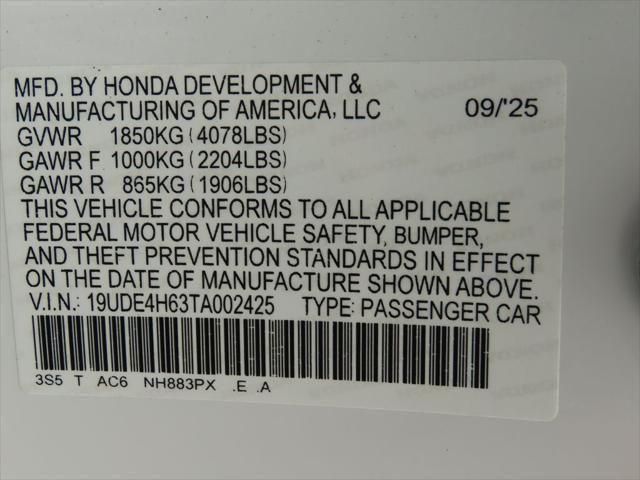 MFD. BY HONDA DEVELOPMENT &
MANUFACTURING OF AMERICA, LLC 09/'25
GVWR 1850KG (4078LBS)
GAWR F 1000KG (2204LBS)
GAWR R 865KG (1906LBS)
THIS VEHICLE CONFORMS TO ALL APPLICABLE
FEDERAL MOTOR VEHICLE SAFETY, BUMPER,
AND THEFT PREVENTION STANDARDS IN EFFECT
ON THE DATE OF MANUFACTURE SHOWN ABOVE.
V.I.N.: 19UDE4H63TA002425 TYPE: PASSENGER CAR
3S5 T AC6 NH883PX .E .A